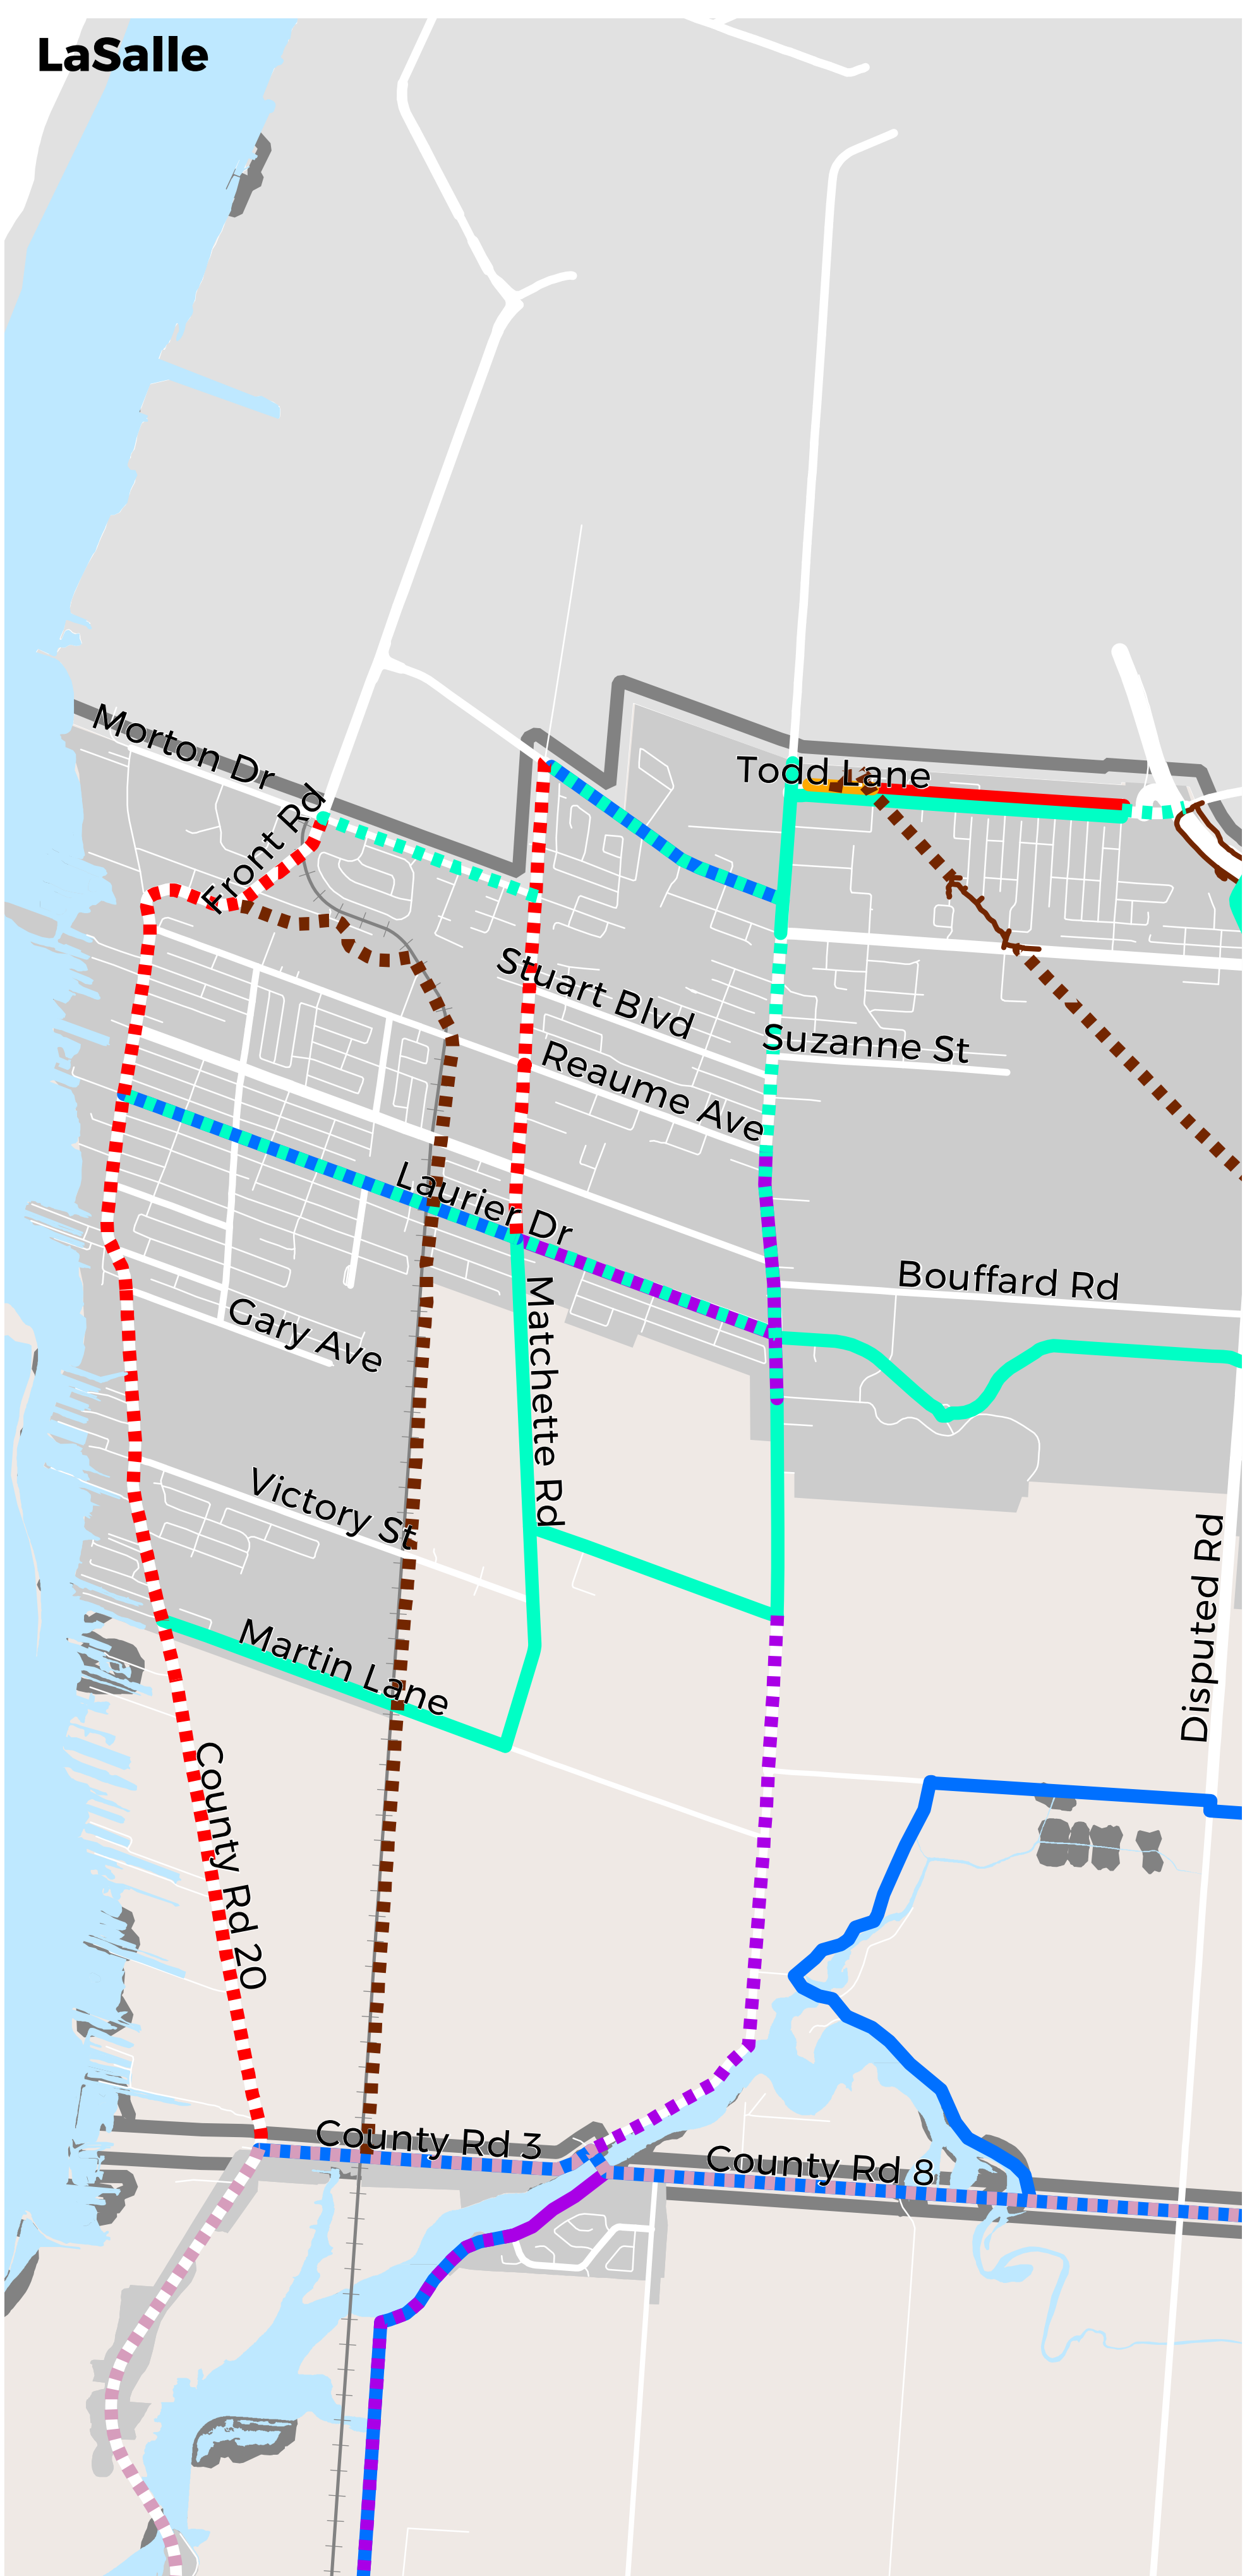 LaSalle
Morton Dr
Todd Lane
Front Rd
Stuart Blvd
Suzanne St
Reaume Ave
Laurier Dr
Bouffard Rd
Gary Ave
Matchette Rd
Victory St
Disputed Rd
Martin Lane
County Rd 20
County Rd 3
County Rd 8